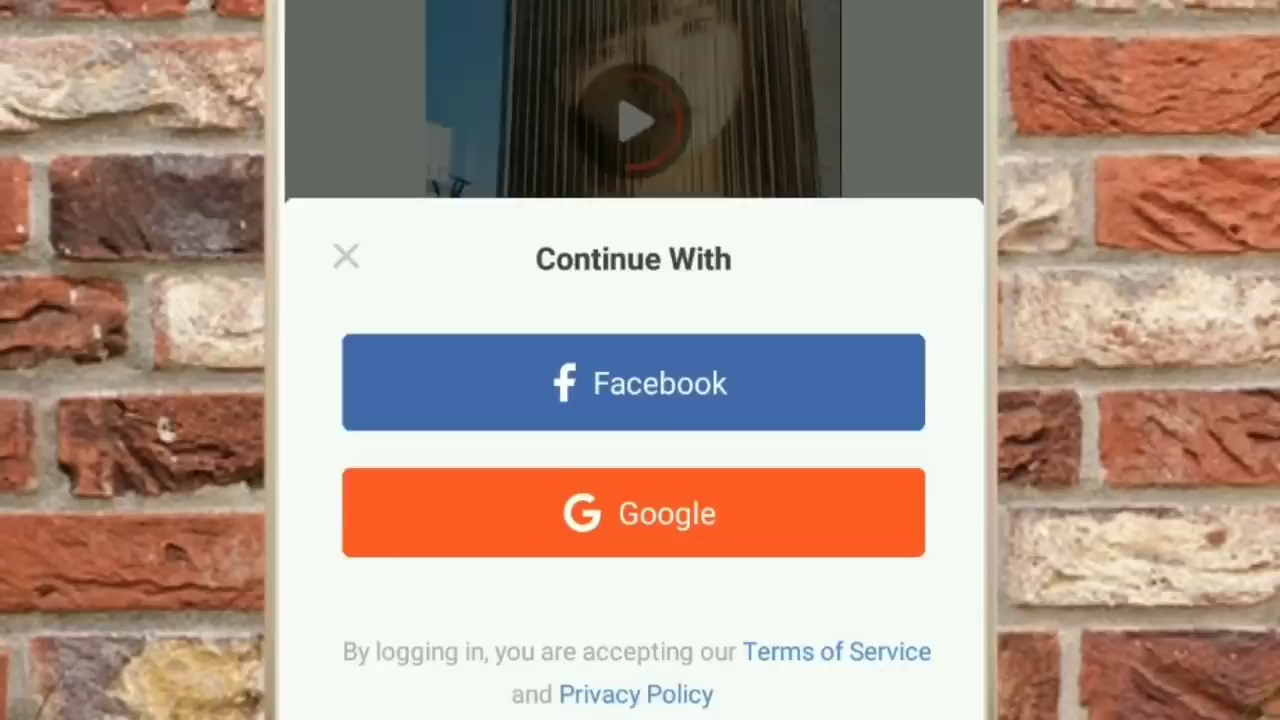 Continue With
Facebook
Google
By logging in, you are accepting our Terms of Service
and Privacy Policy